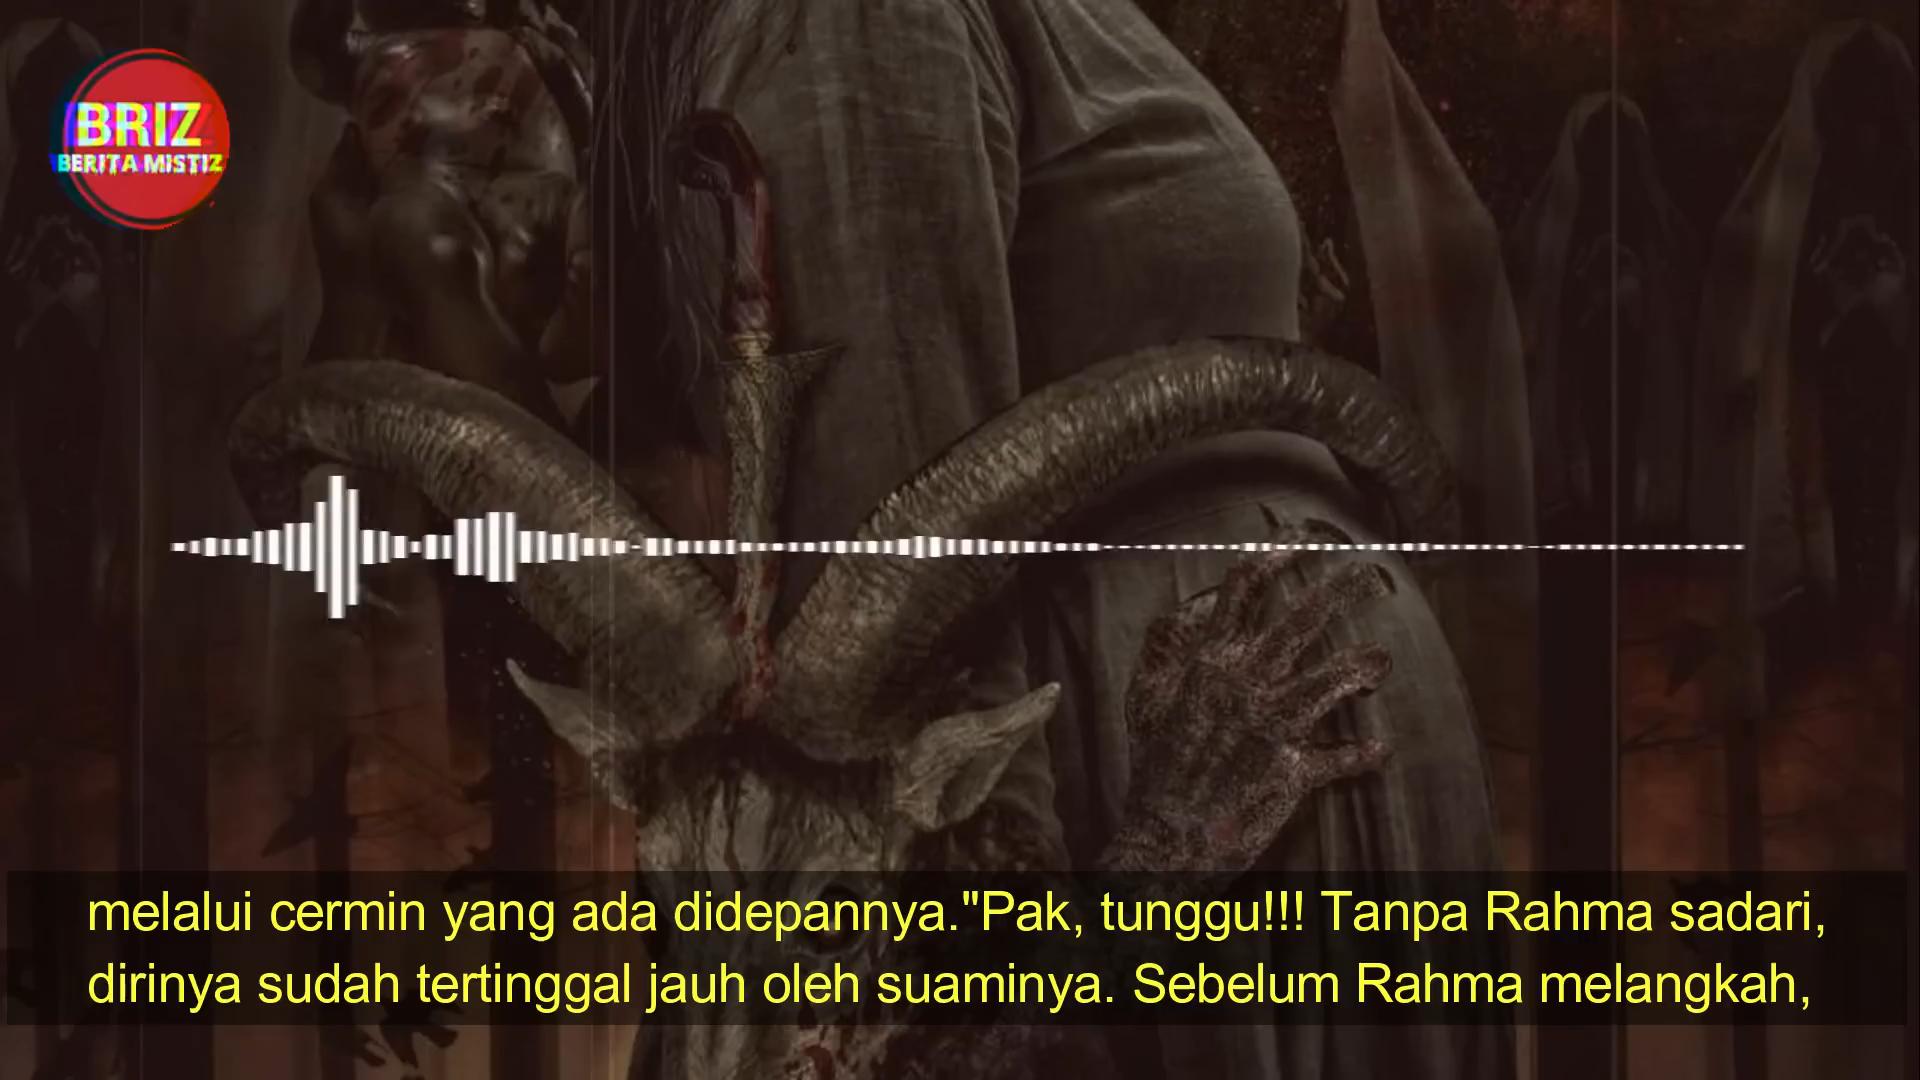 BRIZ
BERITA MISTIZ
melalui cermin yang ada didepannya."Pak, tunggu!!! Tanpa Rahma sadari,
dirinya sudah tertinggal jauh oleh suaminya. Sebelum Rahma melangkah,